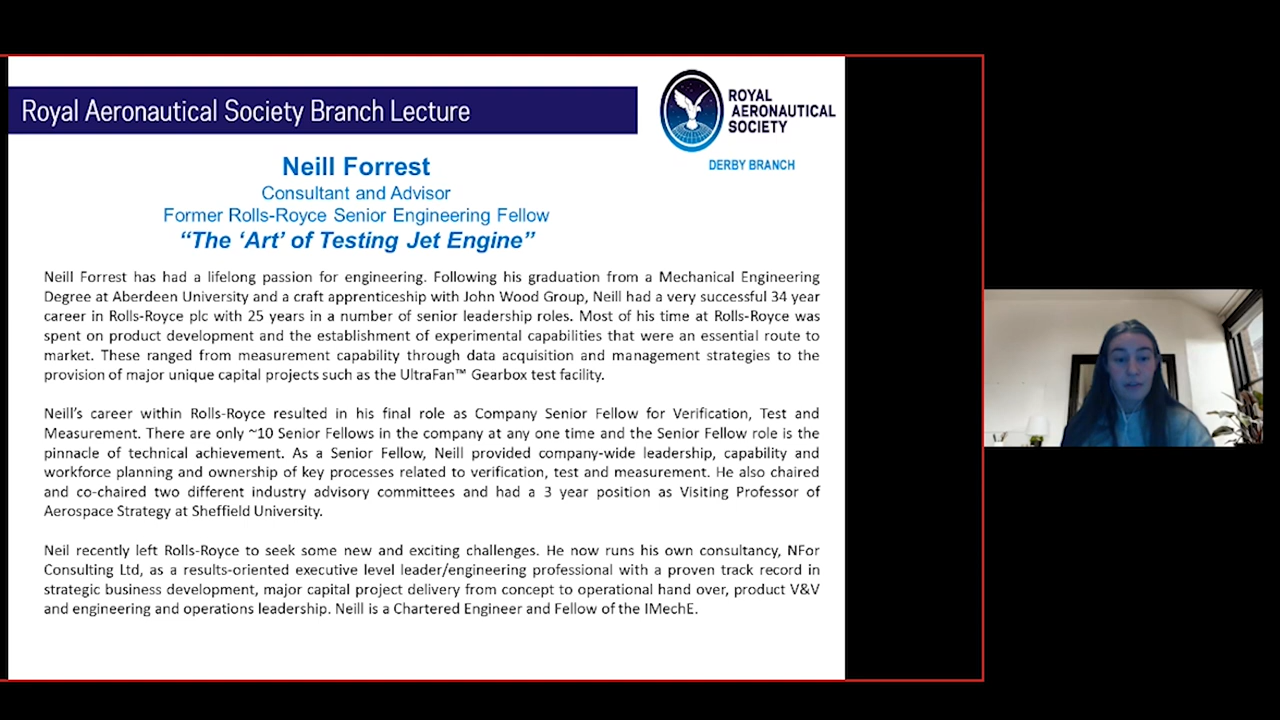 Royal Aeronautical Society Branch Lecture
ROYAL
AERONAUTICAL
SOCIETY
DERBY BRANCH
Neill Forrest
Consultant and Advisor
Former Rolls-Royce Senior Engineering Fellow
“The ‘Art’ of Testing Jet Engine”
Neill Forrest has had a lifelong passion for engineering. Following his graduation from a Mechanical Engineering
Degree at Aberdeen University and a craft apprenticeship with John Wood Group, Neill had a very successful 34 year
career in Rolls-Royce plc with 25 years in a number of senior leadership roles. Most of his time at Rolls-Royce was
spent on product development and the establishment of experimental capabilities that were an essential route to
market. These ranged from measurement capability through data acquisition and management strategies to the
provision of major unique capital projects such as the UltraFan™ Gearbox test facility.
Neill’s career within Rolls-Royce resulted in his final role as Company Senior Fellow for Verification, Test and
Measurement. There are only ~10 Senior Fellows in the company at any one time and the Senior Fellow role is the
pinnacle of technical achievement. As a Senior Fellow, Neill provided company-wide leadership, capability and
workforce planning and ownership of key processes related to verification, test and measurement. He also chaired
and co-chaired two different industry advisory committees and had a 3 year position as Visiting Professor of
Aerospace Strategy at Sheffield University.
Neil recently left Rolls-Royce to seek some new and exciting challenges. He now runs his own consultancy, NFor
Consulting Ltd, as a results-oriented executive level leader/engineering professional with a proven track record in
strategic business development, major capital project delivery from concept to operational hand over, product V&V
and engineering and operations leadership. Neill is a Chartered Engineer and Fellow of the IMechE.